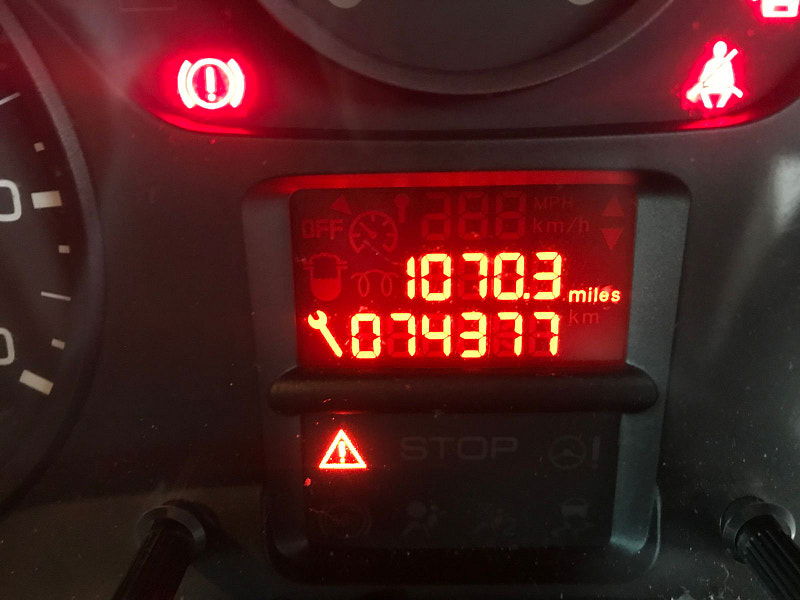 OFF MPH
km/h
1070.3 miles
074377 km
STOP